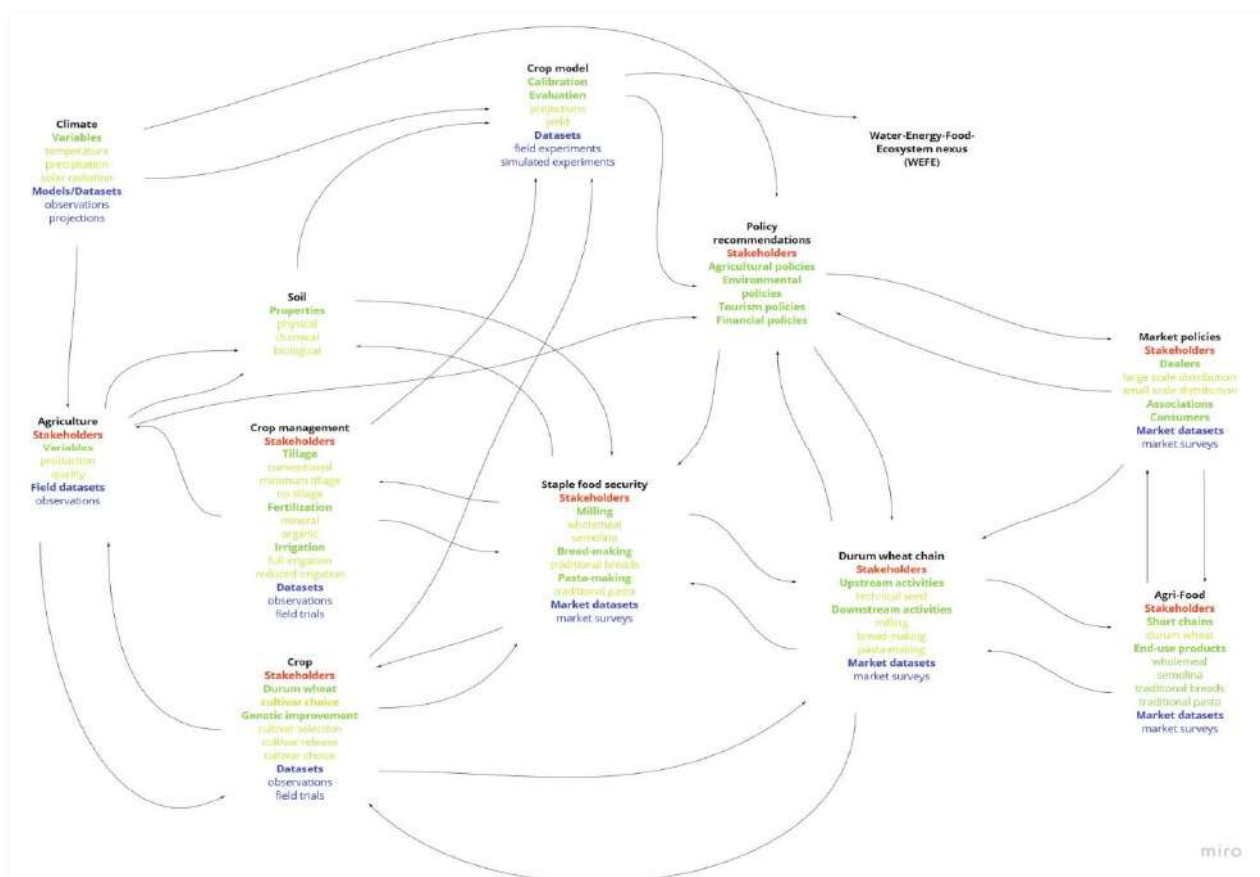 Crop model
Calibration
Evaluation
projections
yield
Datasets
field experiments
simulated experiments
Climate
Variables
temperature
precipitation
solar radiation
Models/Datasets
observations
projections
Water-Energy-Food-
Ecosystem nexus
(WEFE)
Policy
recommendations
Stakeholders
Agricultural policies
Environmental
policies
Tourism policies
Financial policies
Soil
Properties
physical
chemical
biological
Market policies
Stakeholders
Dealers
large scale distribution
small scale distribution
Associations
Consumers
Market datasets
market surveys
Agriculture
Stakeholders
Variables
production
quality
Field datasets
observations
Crop management
Stakeholders
Tillage
conventional
minimum tillage
no tillage
Fertilization
mineral
organic
Irrigation
full irrigation
reduced irrigation
Datasets
observations
field trials
Staple food security
Stakeholders
Milling
wholemeal
semolina
Bread-making
traditional breads
Pasta-making
traditional pasta
Market datasets
market surveys
Durum wheat chain
Stakeholders
Upstream activities
technical seed
Downstream activities
milling
bread-making
pasta-making
Market datasets
market surveys
Agri-Food
Stakeholders
Short chains
durum wheat
End-use products
wholemeal
semolina
traditional breads
traditional pasta
Market datasets
market surveys
Crop
Stakeholders
Durum wheat
cultivar choice
Genetic improvement
cultivar selection
cultivar release
cultivar choice
Datasets
observations
field trials
miro